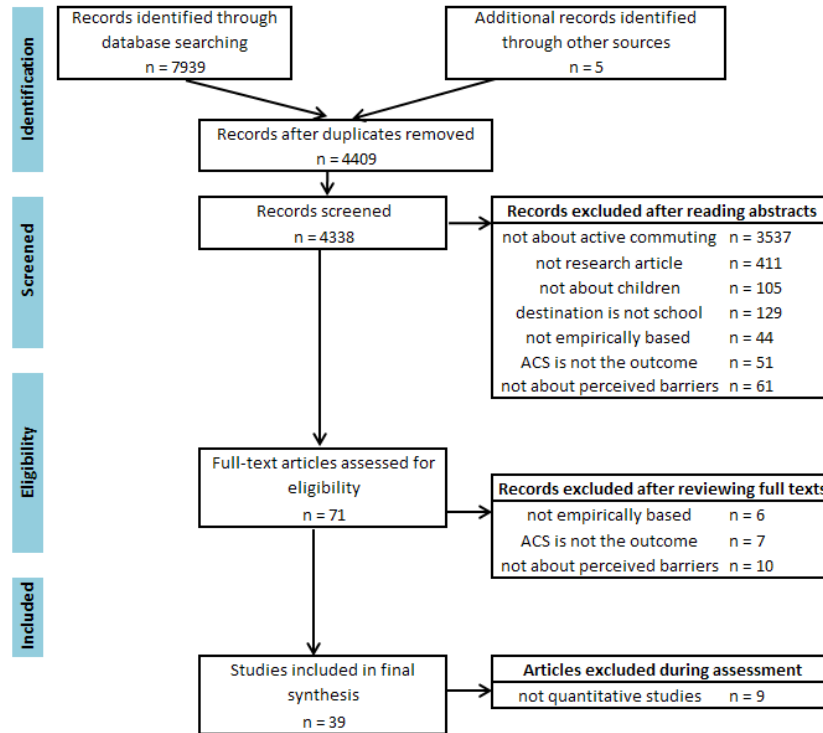 Identification
Records identified through
database searching
n = 7939
Additional records identified
through other sources
n = 5
Records after duplicates removed
n = 4409
Screened
Records screened
n = 4338
Records excluded after reading abstracts
not about active commuting n = 3537
not research article n = 411
not about children n = 105
destination is not school n = 129
not empirically based n = 44
ACS is not the outcome n = 51
not about perceived barriers n = 61
Eligibility
Full-text articles assessed for
eligibility
n = 71
Records excluded after reviewing full texts
not empirically based n = 6
ACS is not the outcome n = 7
not about perceived barriers n = 10
Included
Studies included in final
synthesis
n = 39
Articles excluded during assessment
not quantitative studies n = 9